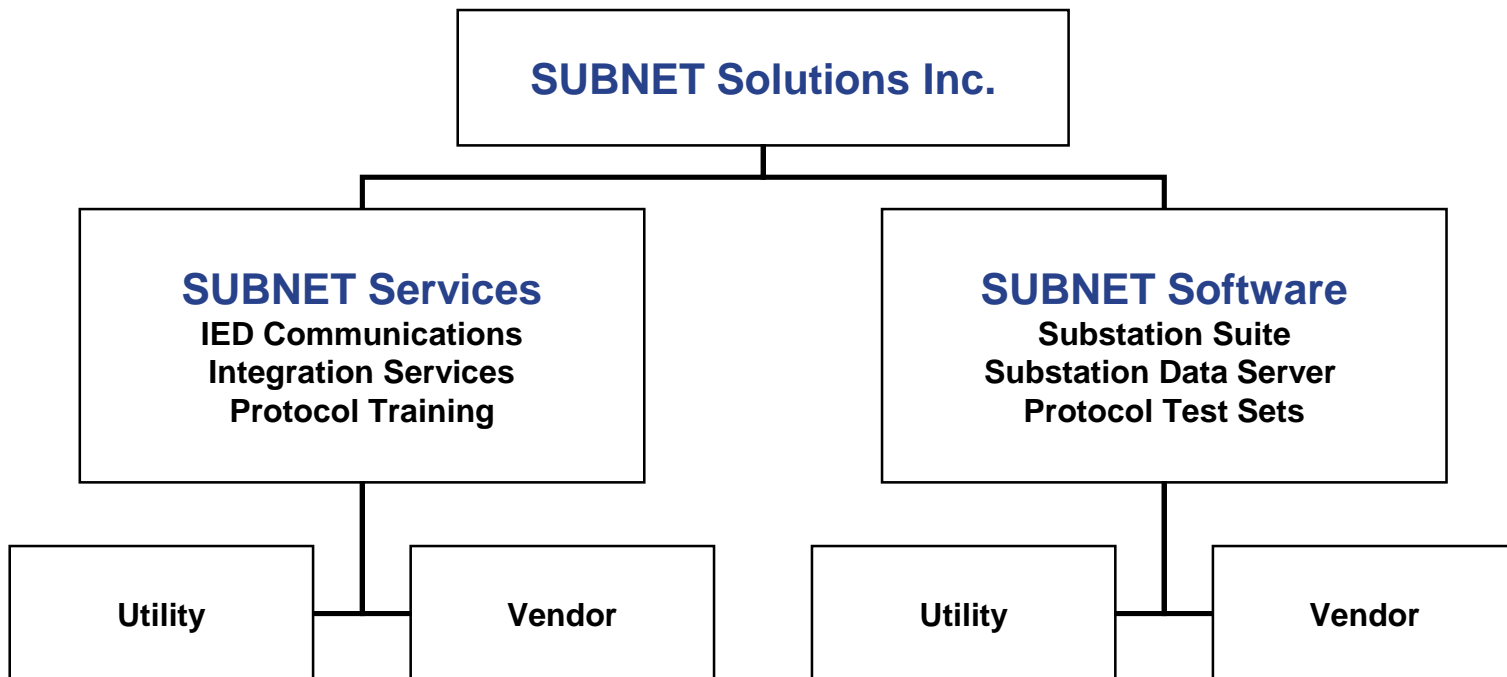 SUBNET Solutions Inc.
SUBNET Services
IED Communications
Integration Services
Protocol Training
SUBNET Software
Substation Suite
Substation Data Server
Protocol Test Sets
Utility
Vendor
Utility
Vendor